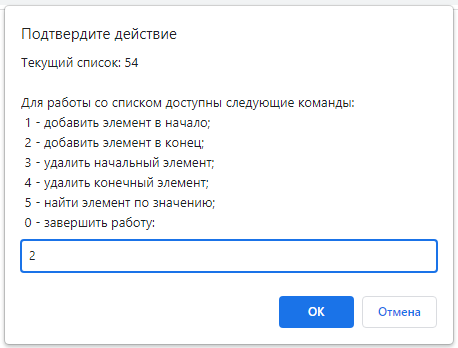 Подтвердите действие
Текущий список: 54
Для работы со списком доступны следующие команды:
1 - добавить элемент в начало;
2 - добавить элемент в конец;
3 - удалить начальный элемент;
4 - удалить конечный элемент;
5 - найти элемент по значению;
0 - завершить работу:
2
ОК
Отмена